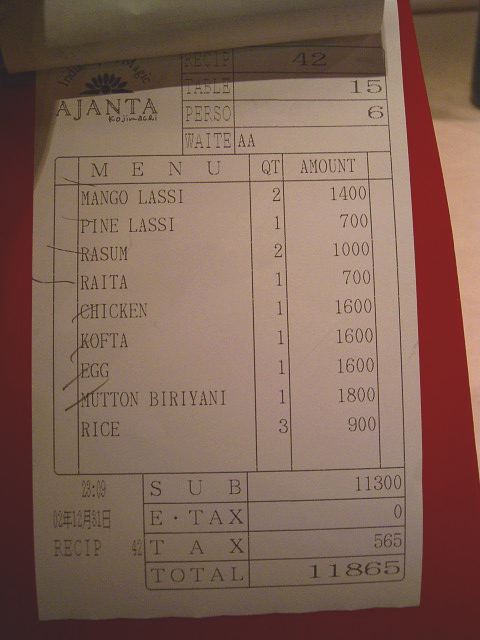 AJANTA
Kojimachi
RECIP 42
TABLE 15
PERSO 6
WAITE AA
MENU QT AMOUNT
MANGO LASSI 2 1400
PINE LASSI 1 700
RASUM 2 1000
RAITA 1 700
CHICKEN 1 1600
KOFTA 1 1600
EGG 1 1600
MUTTON BIRIYANI 1 1800
RICE 3 900
23:09 SUB 11300
02年12月31日 E・TAX 0
RECIP 42 TAX 565
TOTAL 11865